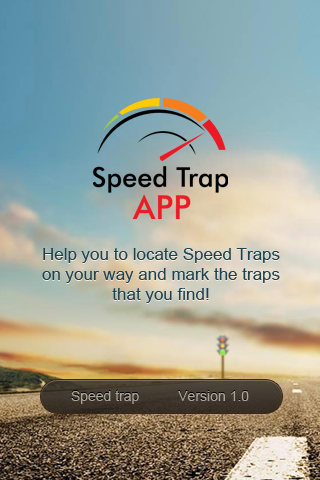 Speed Trap
APP
Help you to locate Speed Traps
on your way and mark the traps
that you find!
Speed trap Version 1.0